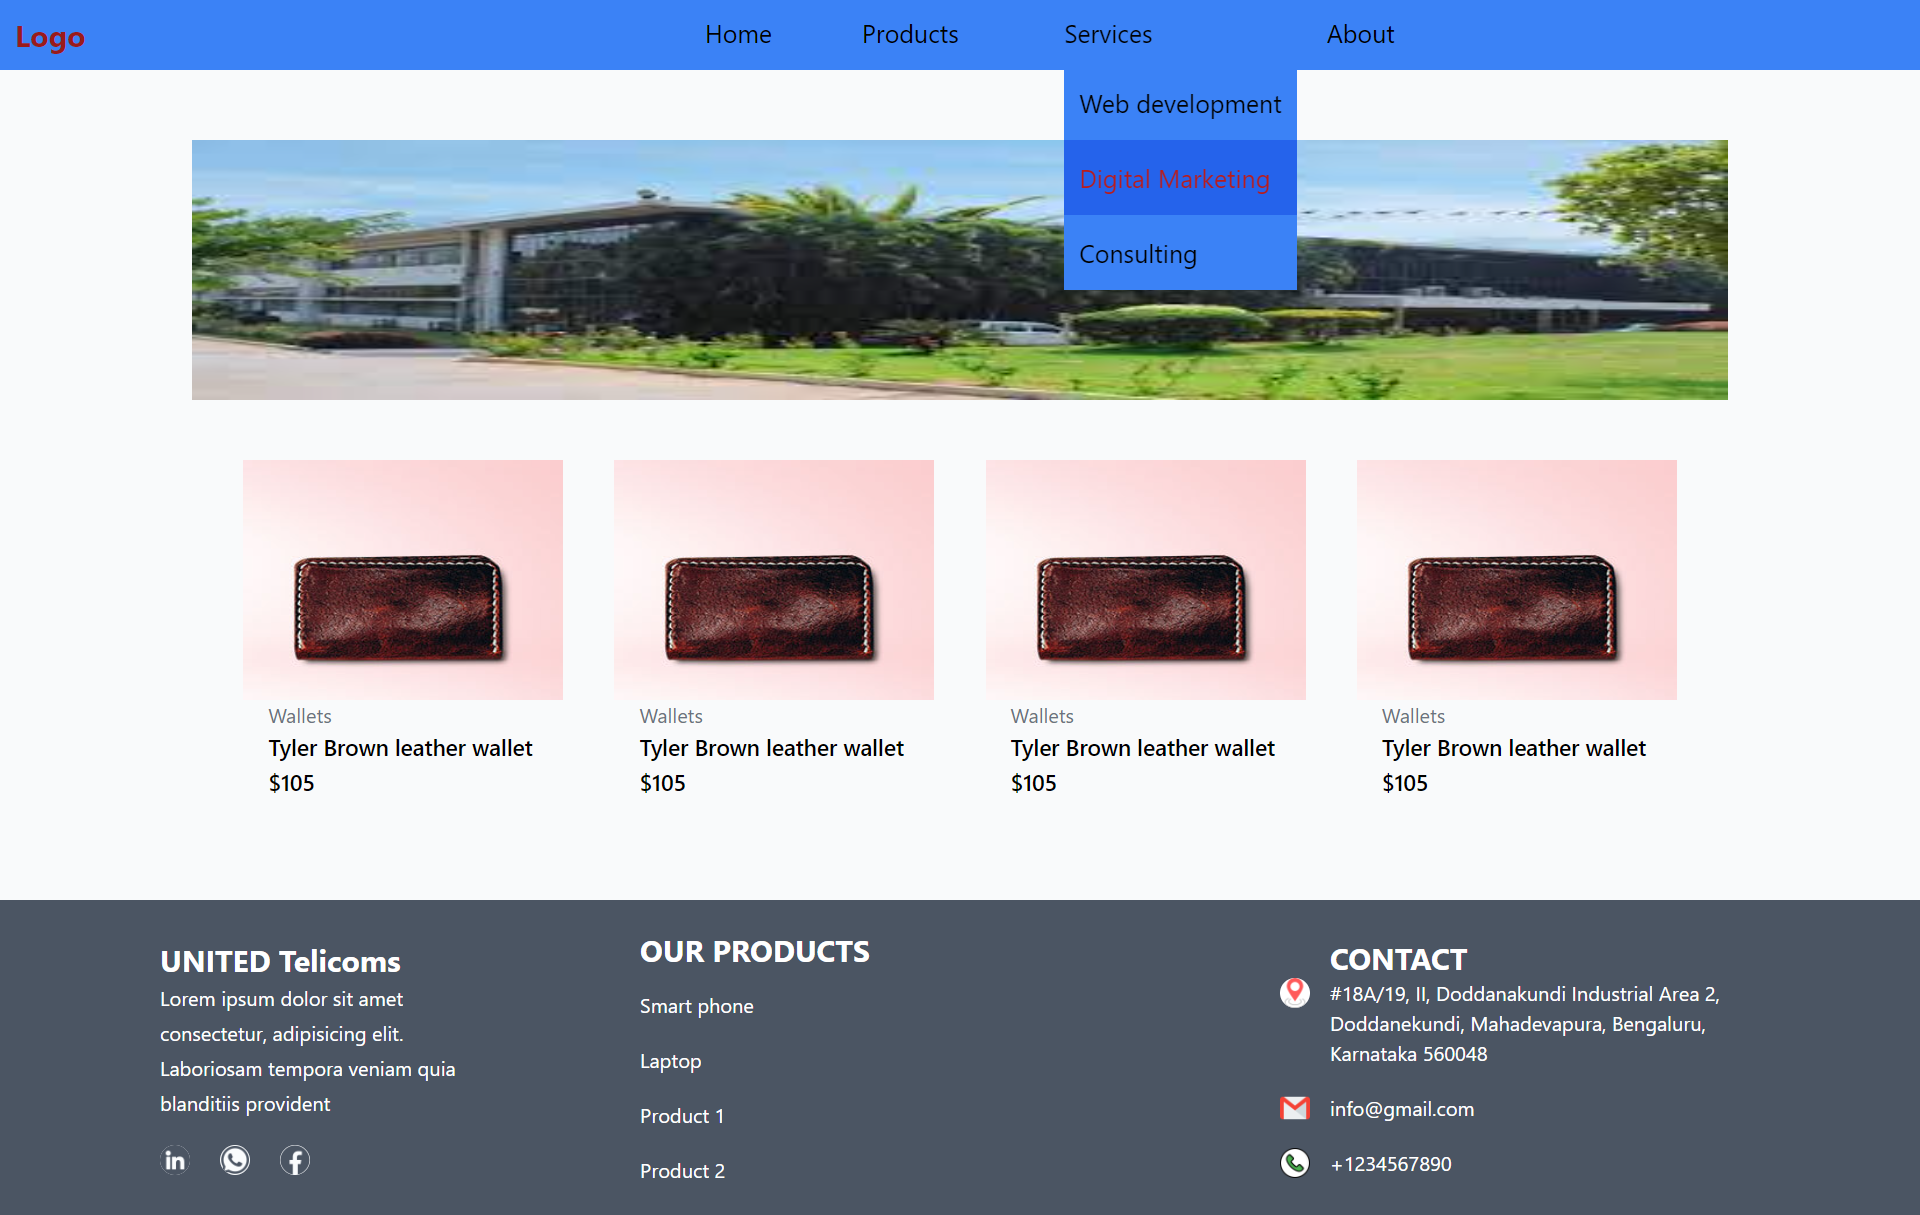 Logo
Home
Products
Services
About
Web development
Digital Marketing
Consulting
Wallets
Tyler Brown leather wallet
$105
Wallets
Tyler Brown leather wallet
$105
Wallets
Tyler Brown leather wallet
$105
Wallets
Tyler Brown leather wallet
$105
UNITED Telicoms
Lorem ipsum dolor sit amet
consectetur, adipisicing elit.
Laboriosam tempora veniam quia
blanditiis provident
in
OUR PRODUCTS
Smart phone
Laptop
Product 1
Product 2
CONTACT
#18A/19, II, Doddanakundi Industrial Area 2,
Doddanekundi, Mahadevapura, Bengaluru,
Karnataka 560048
info@gmail.com
+1234567890